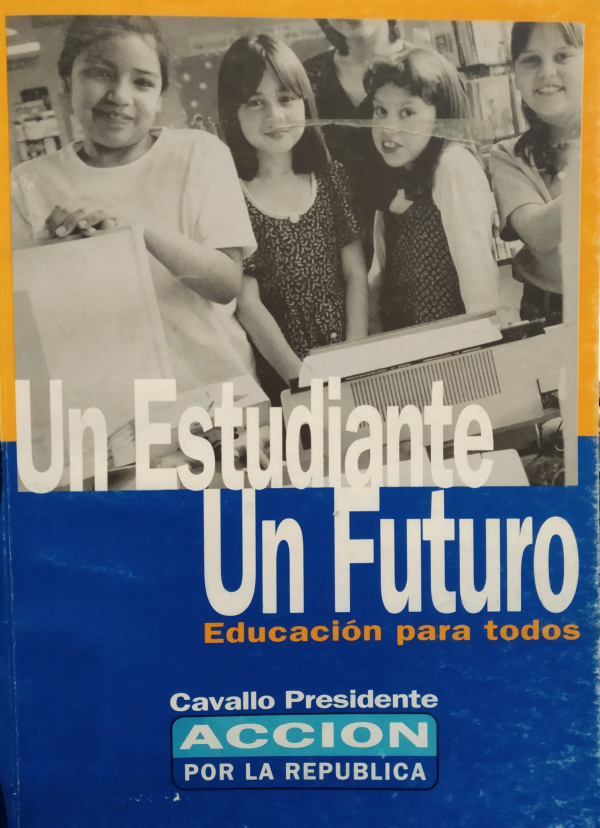 Un Estudiante
Un Futuro
Educación para todos
Cavallo Presidente
ACCION
POR LA REPUBLICA